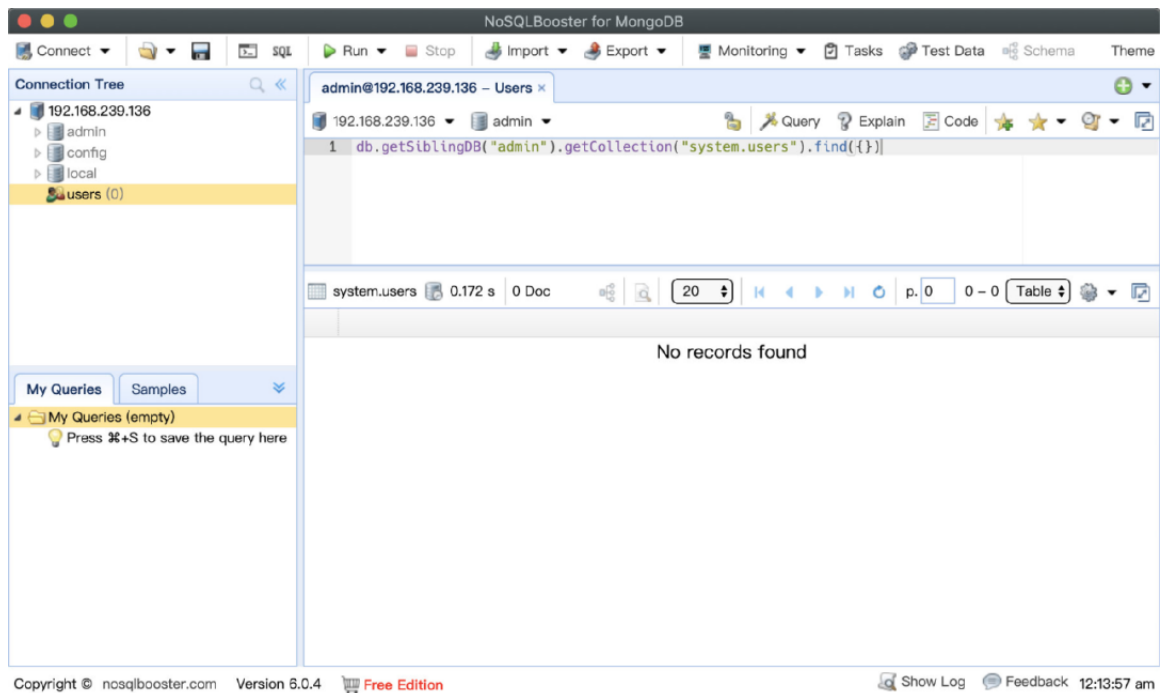 NoSQLBooster for MongoDB
Connect SQL Run Stop Import Export Monitoring Tasks Test Data Schema Theme
Connection Tree
192.168.239.136
admin
config
local
users (0)
admin@192.168.239.136 – Users ×
192.168.239.136 admin Query Explain Code
1 db.getSiblingDB("admin").getCollection("system.users").find({})
system.users 0.172 s 0 Doc 20 p. 0 0 – 0 Table
No records found
My Queries Samples
My Queries (empty)
Press ⌘+S to save the query here
Copyright © nosqlbooster.com Version 6.0.4 Free Edition Show Log Feedback 12:13:57 am